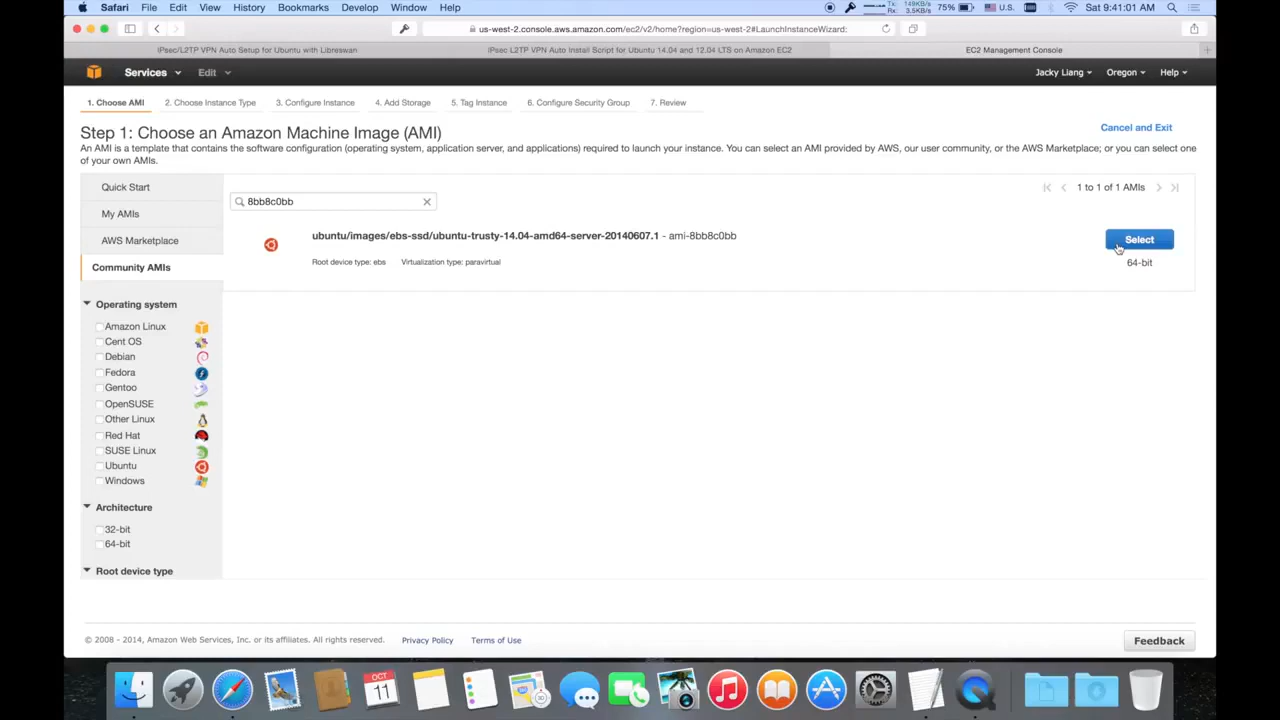 Safari File Edit View History Bookmarks Develop Window Help
Tx: 149KB/s
Rx: 3.5KB/s 75% U.S. Sat 9:41:01 AM
us-west-2.console.aws.amazon.com/ec2/v2/home?region=us-west-2#LaunchInstanceWizard:
IPsec/L2TP VPN Auto Setup for Ubuntu with Libreswan
IPsec L2TP VPN Auto Install Script for Ubuntu 14.04 and 12.04 LTS on Amazon EC2
EC2 Management Console
Services Edit Jacky Liang Oregon Help
1. Choose AMI 2. Choose Instance Type 3. Configure Instance 4. Add Storage 5. Tag Instance 6. Configure Security Group 7. Review
Step 1: Choose an Amazon Machine Image (AMI)
Cancel and Exit
An AMI is a template that contains the software configuration (operating system, application server, and applications) required to launch your instance. You can select an AMI provided by AWS, our user community, or the AWS Marketplace; or you can select one
of your own AMIs.
Quick Start
My AMIs
AWS Marketplace
Community AMIs
Operating system
Amazon Linux
Cent OS
Debian
Fedora
Gentoo
OpenSUSE
Other Linux
Red Hat
SUSE Linux
Ubuntu
Windows
Architecture
32-bit
64-bit
Root device type
1 to 1 of 1 AMIs
8bb8c0bb
ubuntu/images/ebs-ssd/ubuntu-trusty-14.04-amd64-server-20140607.1 - ami-8bb8c0bb
Root device type: ebs Virtualization type: paravirtual
Select
64-bit
© 2008 - 2014, Amazon Web Services, Inc. or its affiliates. All rights reserved. Privacy Policy Terms of Use
Feedback
OCT
11